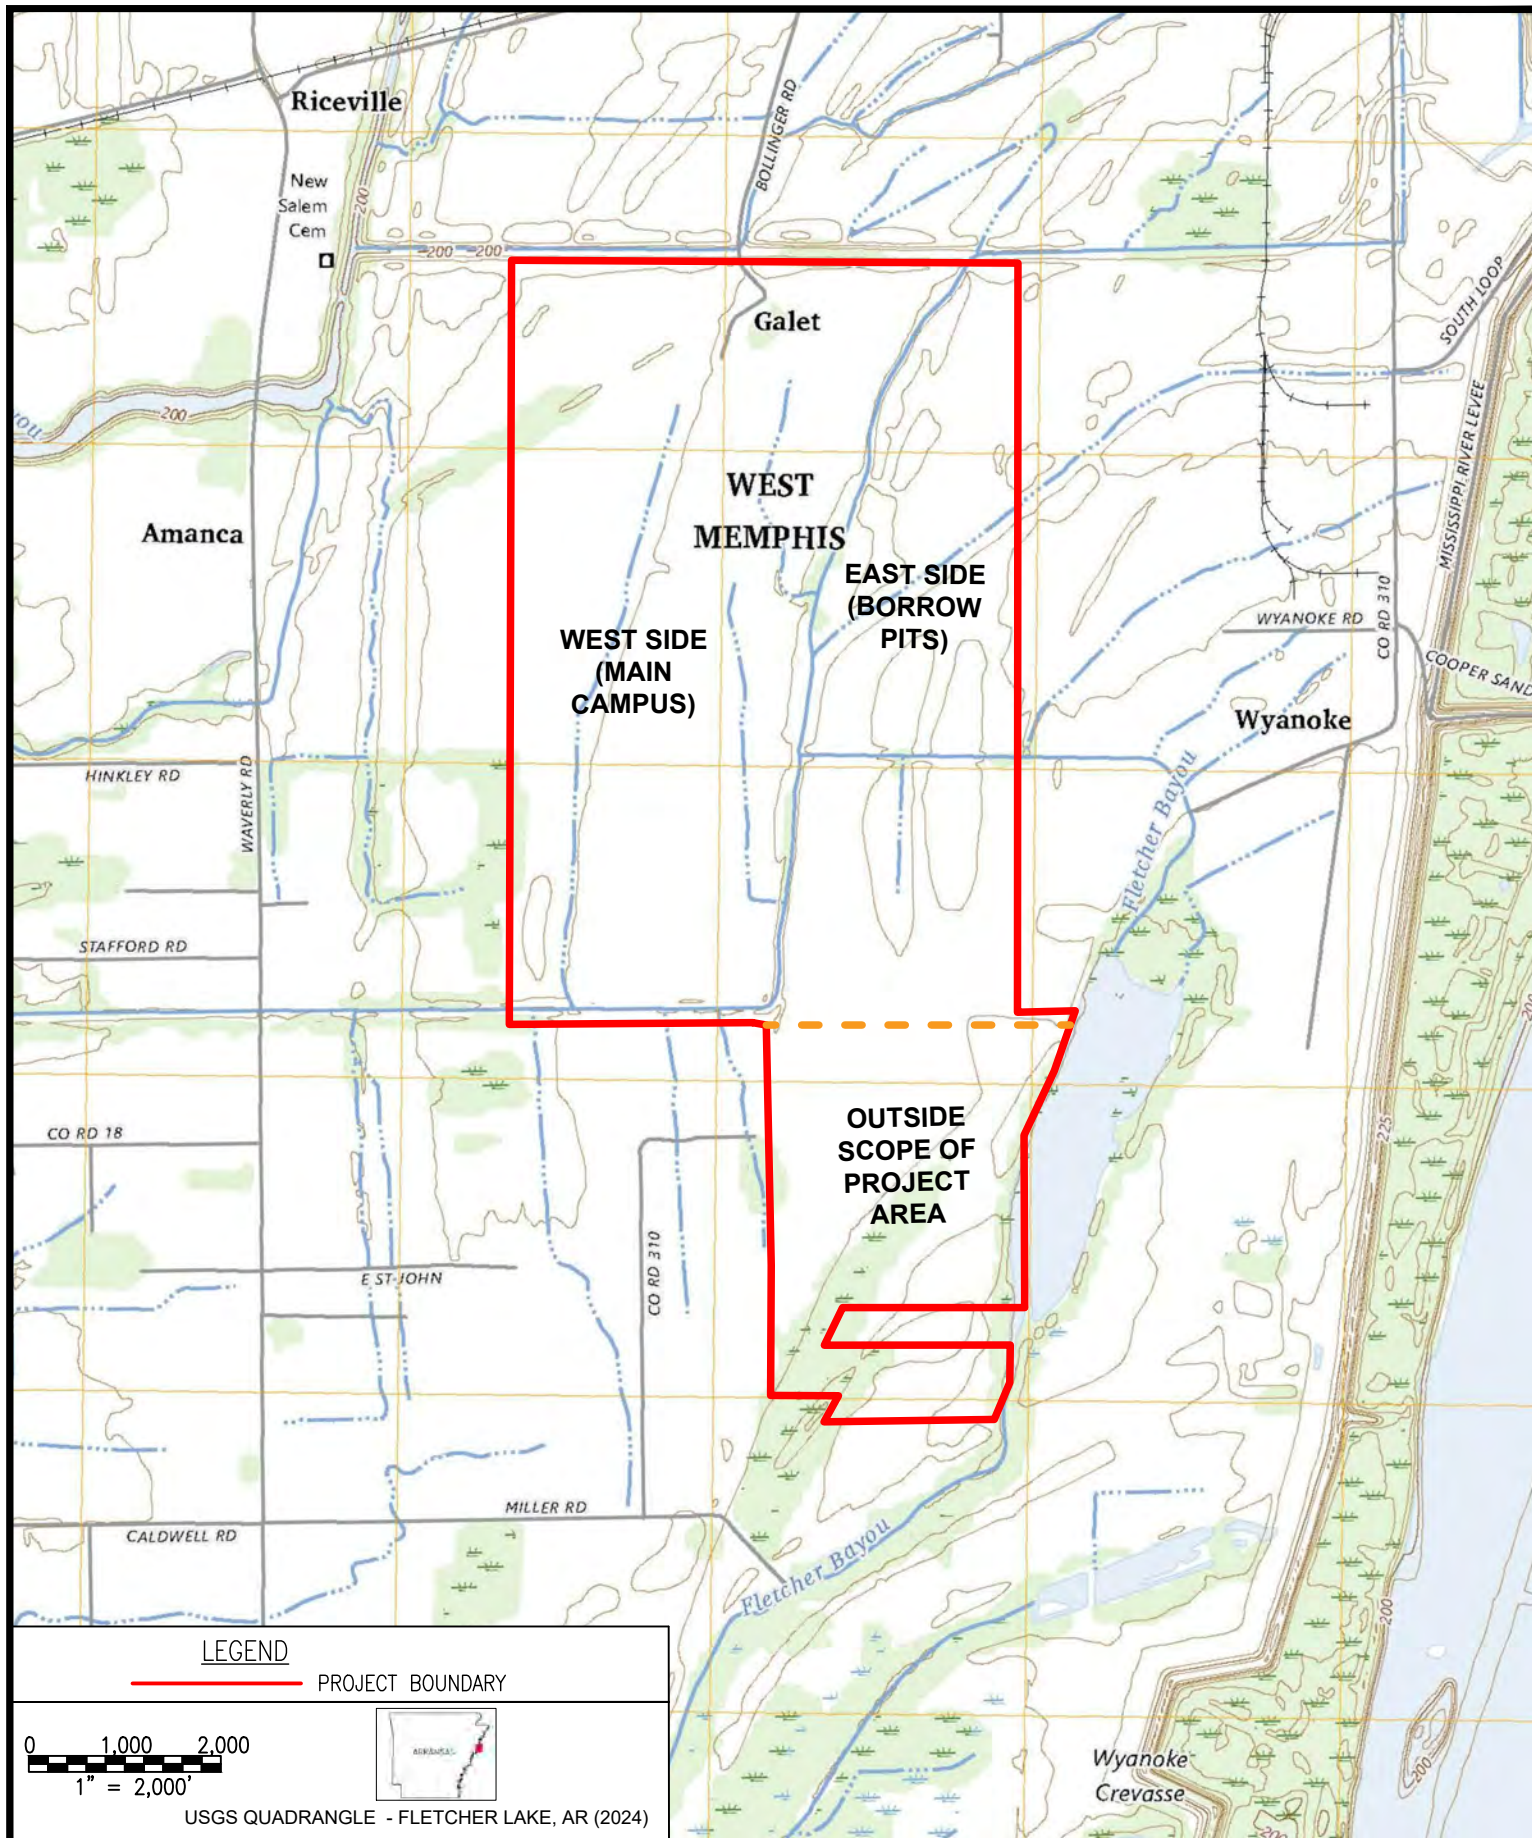 Riceville
New
Salem
Cem
200
BOLLINGER RD
200
200
Galet
SOUTH LOOP
200
you
WEST
MEMPHIS
Amanca
MISSISSIPPI RIVER LEVEE
EAST SIDE
(BORROW
PITS)
WEST SIDE
(MAIN
CAMPUS)
WYANOKE RD
CO RD 310
COOPER SAND
Wyanoke
HINKLEY RD
WAVERLY RD
Fletcher Bayou
STAFFORD RD
200
OUTSIDE
SCOPE OF
PROJECT
AREA
CO RD 18
225
E ST JOHN
CO RD 310
MILLER RD
CALDWELL RD
Fletcher Bayou
200
LEGEND
PROJECT BOUNDARY
0 1,000 2,000
1" = 2,000'
ARKANSAS
USGS QUADRANGLE - FLETCHER LAKE, AR (2024)
Wyanoke
Crevasse
200
200